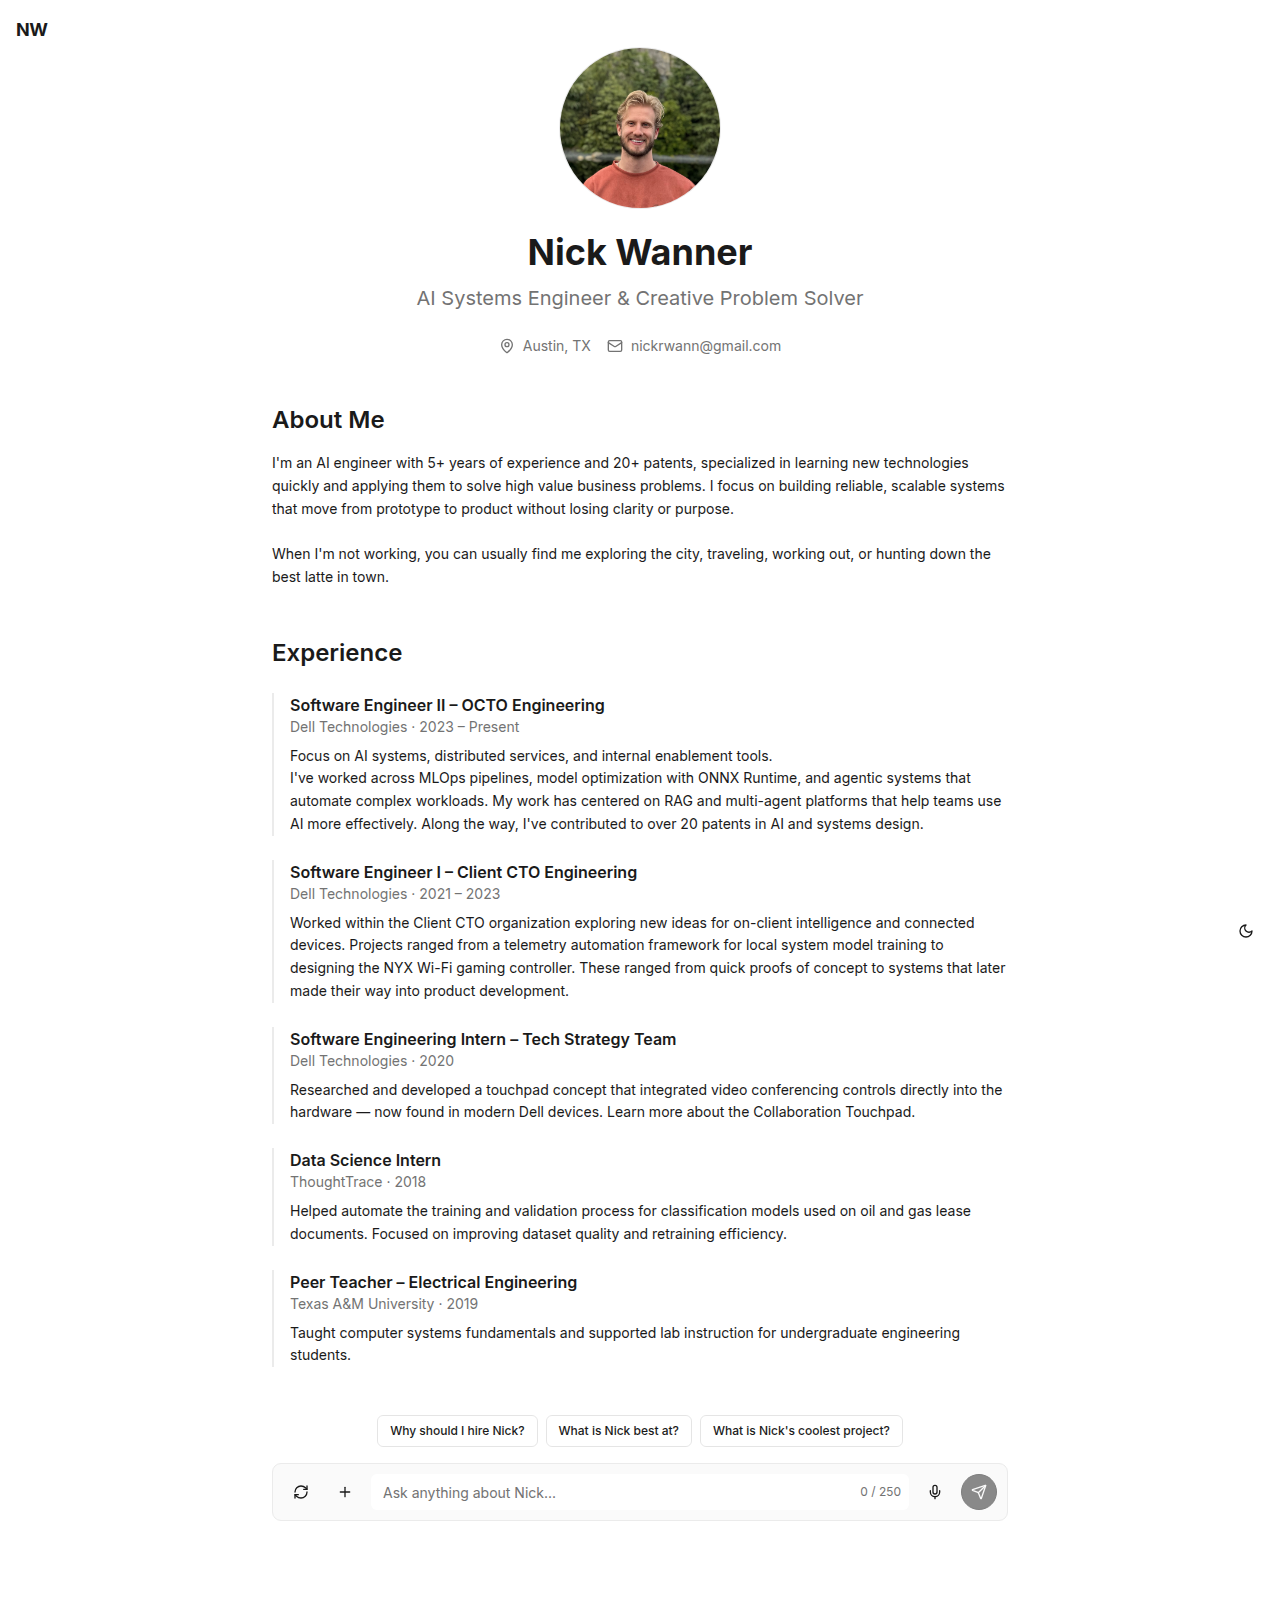 NW
Nick Wanner
AI Systems Engineer & Creative Problem Solver
Austin, TX nickrwann@gmail.com
About Me
I'm an AI engineer with 5+ years of experience and 20+ patents, specialized in learning new technologies
quickly and applying them to solve high value business problems. I focus on building reliable, scalable systems
that move from prototype to product without losing clarity or purpose.
When I'm not working, you can usually find me exploring the city, traveling, working out, or hunting down the
best latte in town.
Experience
Software Engineer II – OCTO Engineering
Dell Technologies · 2023 – Present
Focus on AI systems, distributed services, and internal enablement tools.
I've worked across MLOps pipelines, model optimization with ONNX Runtime, and agentic systems that
automate complex workloads. My work has centered on RAG and multi-agent platforms that help teams use
AI more effectively. Along the way, I've contributed to over 20 patents in AI and systems design.
Software Engineer I – Client CTO Engineering
Dell Technologies · 2021 – 2023
Worked within the Client CTO organization exploring new ideas for on-client intelligence and connected
devices. Projects ranged from a telemetry automation framework for local system model training to
designing the NYX Wi-Fi gaming controller. These ranged from quick proofs of concept to systems that later
made their way into product development.
Software Engineering Intern – Tech Strategy Team
Dell Technologies · 2020
Researched and developed a touchpad concept that integrated video conferencing controls directly into the
hardware — now found in modern Dell devices. Learn more about the Collaboration Touchpad.
Data Science Intern
ThoughtTrace · 2018
Helped automate the training and validation process for classification models used on oil and gas lease
documents. Focused on improving dataset quality and retraining efficiency.
Peer Teacher – Electrical Engineering
Texas A&M University · 2019
Taught computer systems fundamentals and supported lab instruction for undergraduate engineering
students.
Why should I hire Nick? What is Nick best at? What is Nick's coolest project?
Ask anything about Nick... 0 / 250